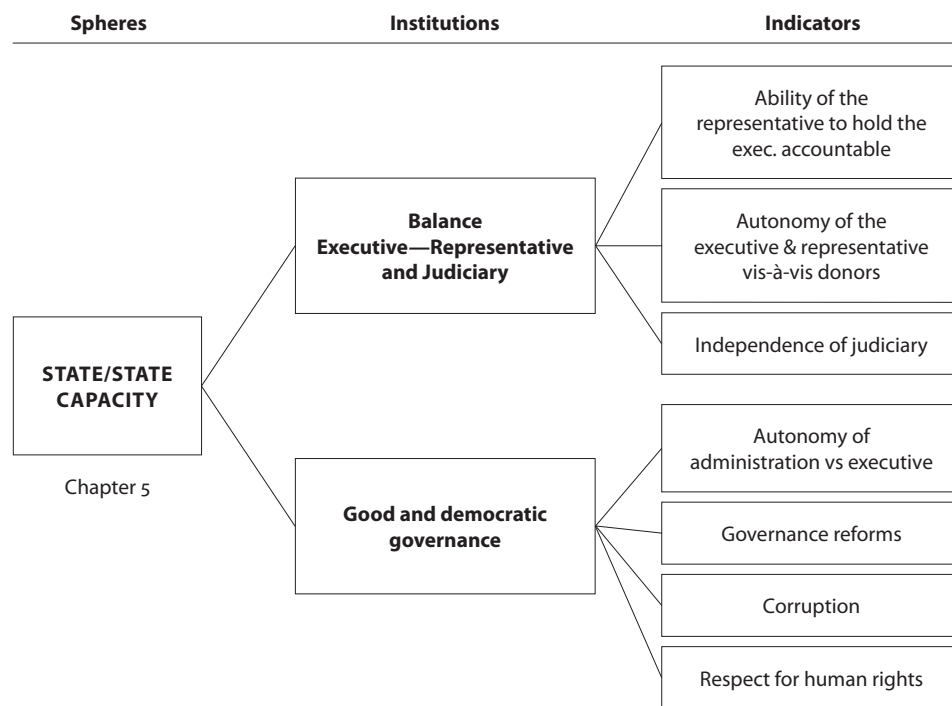 Spheres
Institutions
Indicators
STATE/STATE
CAPACITY
Chapter 5
Balance
Executive—Representative
and Judiciary
Good and democratic
governance
Ability of the
representative to hold the
exec. accountable
Autonomy of the
executive & representative
vis-à-vis donors
Independence of judiciary
Autonomy of
administration vs executive
Governance reforms
Corruption
Respect for human rights